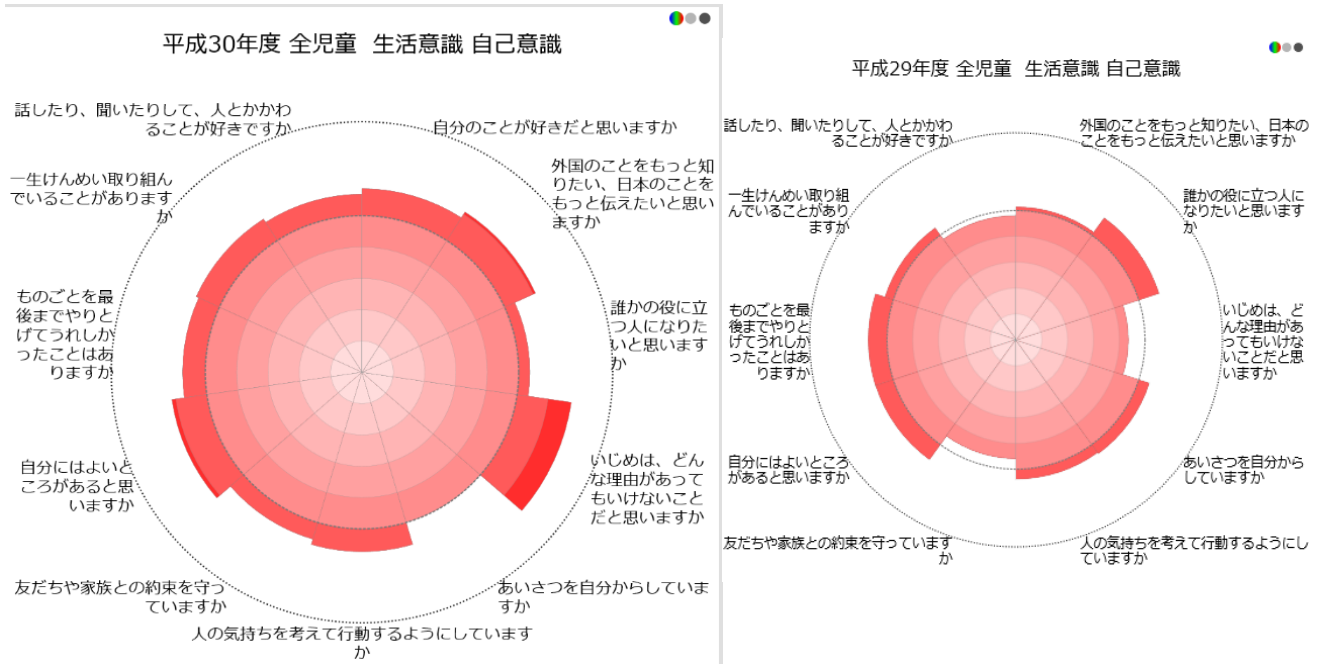 平成30年度 全児童 生活意識 自己意識
話したり、聞いたりして、人とかかわ
ることが好きですか
自分のことが好きだと思いますか
外国のことをもっと知
りたい、日本のことを
もっと伝えたいと思い
ますか
一生けんめい取り組ん
でいることがあります
か
誰かの役に立
つ人になりた
いと思います
か
ものごとを最
後までやりと
げてうれしか
ったことはあ
りますか
いじめは、どん
な理由があって
もいけないこと
だと思いますか
自分にはよいと
ころがあると思
いますか
あいさつを自分からしていま
すか
友だちや家族との約束を守っ
ていますか
人の気持ちを考えて行動するようにしています
か
平成29年度 全児童 生活意識 自己意識
話したり、聞いたりして、人とかかわ
ることが好きですか
外国のことをもっと知りたい、日本の
ことをもっと伝えたいと思いますか
一生けんめい取り組
んでいることがあり
ますか
誰かの役に立つ人に
なりたいと思います
か
ものごとを最
後までやりと
げてうれしか
ったことはあ
りますか
いじめは、ど
んな理由があ
ってもいけな
いことだと思
いますか
自分にはよいところ
があると思いますか
あいさつを自分から
していますか
友だちや家族との約束を守っています
か
人の気持ちを考えて行動するようにし
ていますか